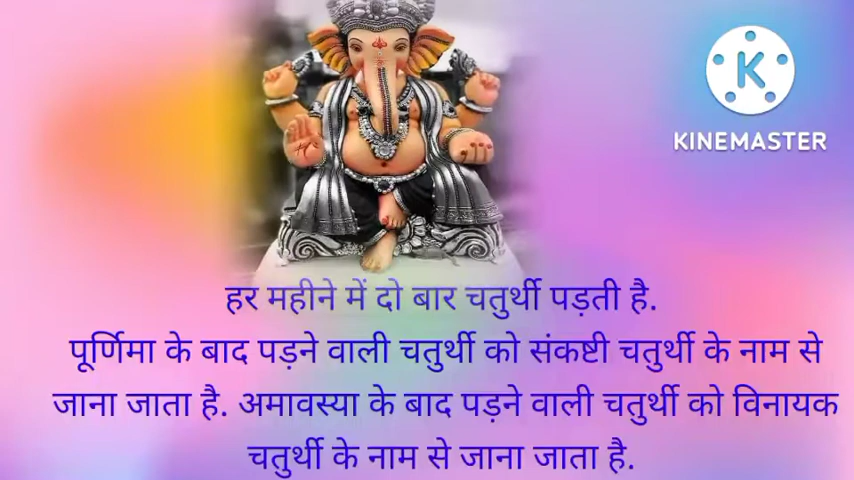 KINEMASTER
हर महीने में दो बार चतुर्थी पड़ती है.
पूर्णिमा के बाद पड़ने वाली चतुर्थी को संकष्टी चतुर्थी के नाम से
जाना जाता है. अमावस्या के बाद पड़ने वाली चतुर्थी को विनायक
चतुर्थी के नाम से जाना जाता है.